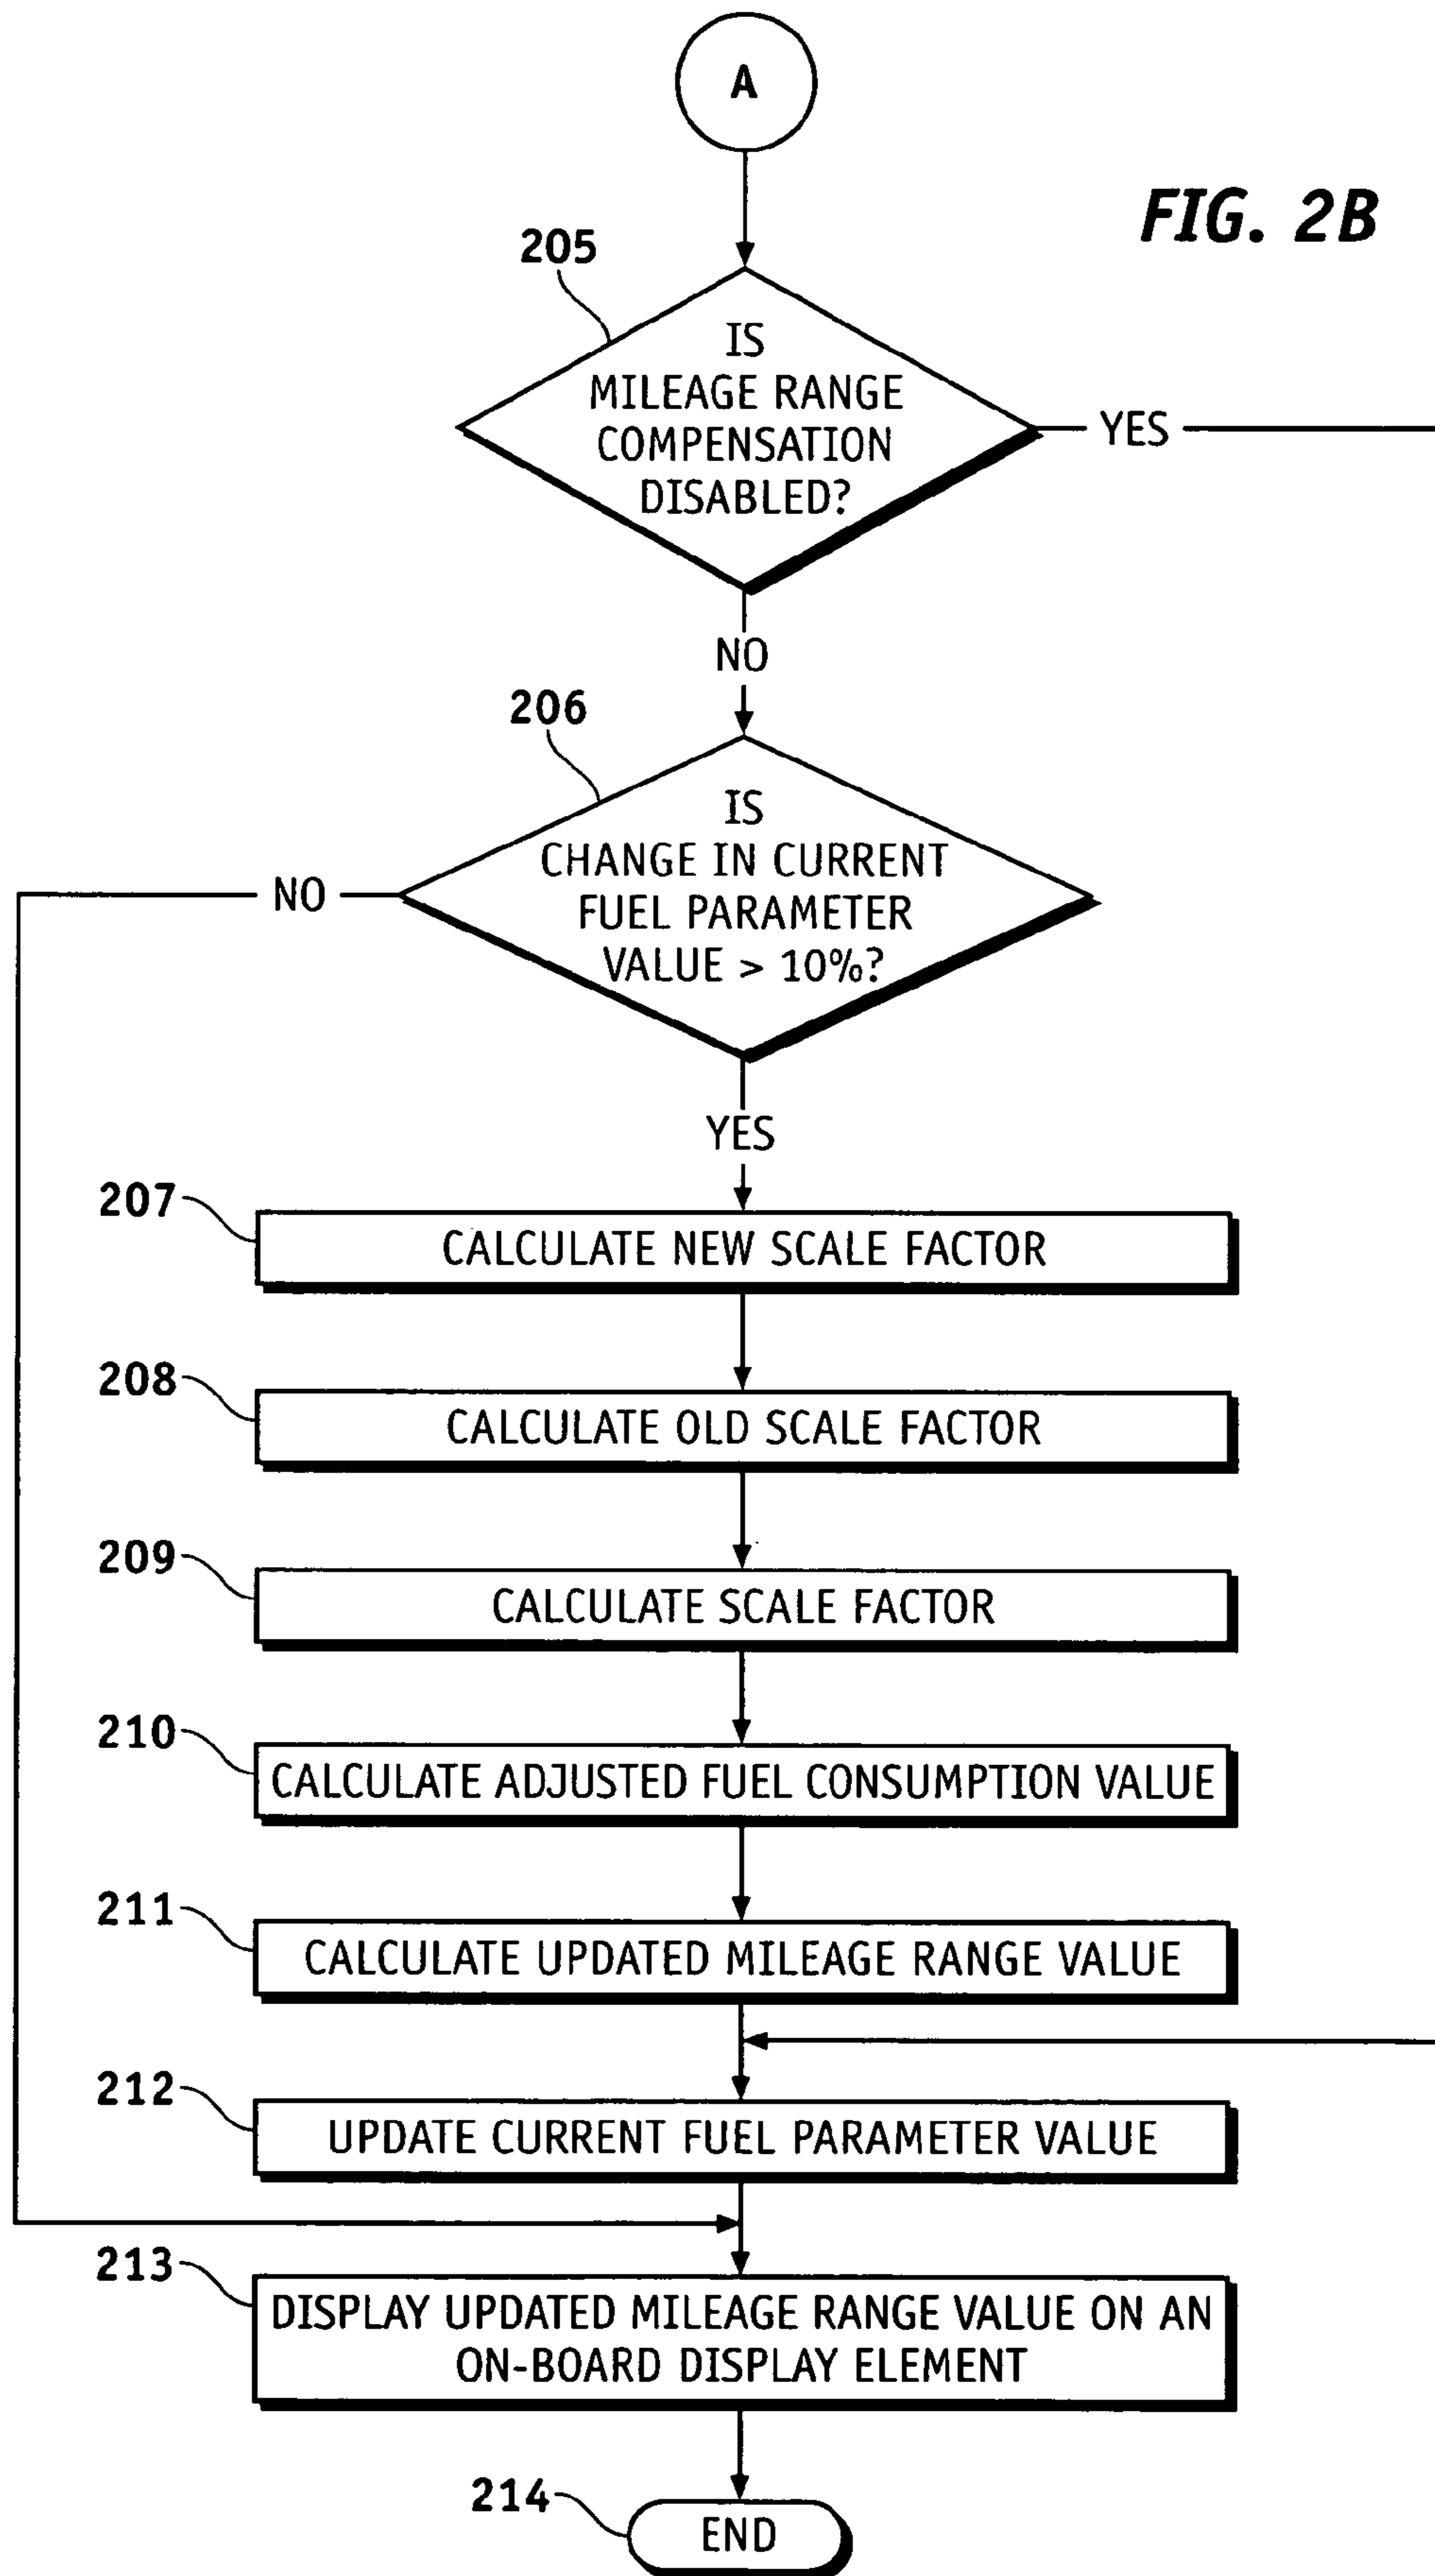 A
FIG. 2B
205
IS
MILEAGE RANGE
COMPENSATION
DISABLED?
YES
NO
206
IS
CHANGE IN CURRENT
FUEL PARAMETER
VALUE > 10%?
NO
YES
207
CALCULATE NEW SCALE FACTOR
208
CALCULATE OLD SCALE FACTOR
209
CALCULATE SCALE FACTOR
210
CALCULATE ADJUSTED FUEL CONSUMPTION VALUE
211
CALCULATE UPDATED MILEAGE RANGE VALUE
212
UPDATE CURRENT FUEL PARAMETER VALUE
213
DISPLAY UPDATED MILEAGE RANGE VALUE ON AN
ON-BOARD DISPLAY ELEMENT
214
END